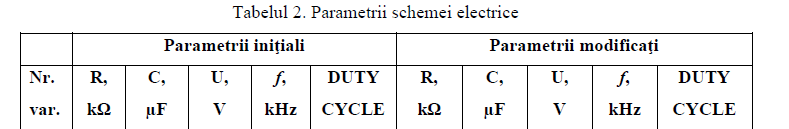 Tabelul 2. Parametrii schemei electrice
Parametrii inițiali Parametrii modificați
Nr. R, C, U, f, DUTY R, C, U, f, DUTY
var. kΩ µF V kHz CYCLE kΩ µF V kHz CYCLE